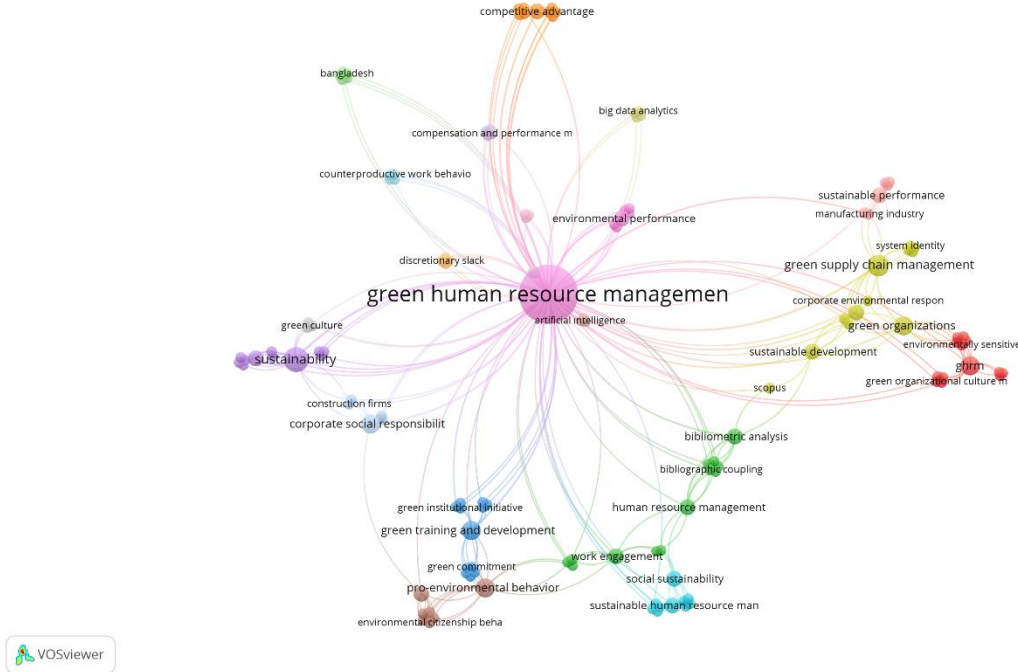 competitive advantage
bangladesh
big data analytics
compensation and performance m
counterproductive work behavio
sustainable performance
environmental performance
manufacturing industry
system identity
discretionary slack
green supply chain management
green human resource managemen
corporate environmental respon
artificial intelligence
green culture
green organizations
environmentally sensitive
sustainable development
sustainability
ghrm
green organizational culture m
scopus
construction firms
corporate social responsibilit
bibliometric analysis
bibliographic coupling
green institutional initiative
human resource management
green training and development
work engagement
green commitment
social sustainability
pro-environmental behavior
sustainable human resource man
environmental citizenship beha
VOSviewer